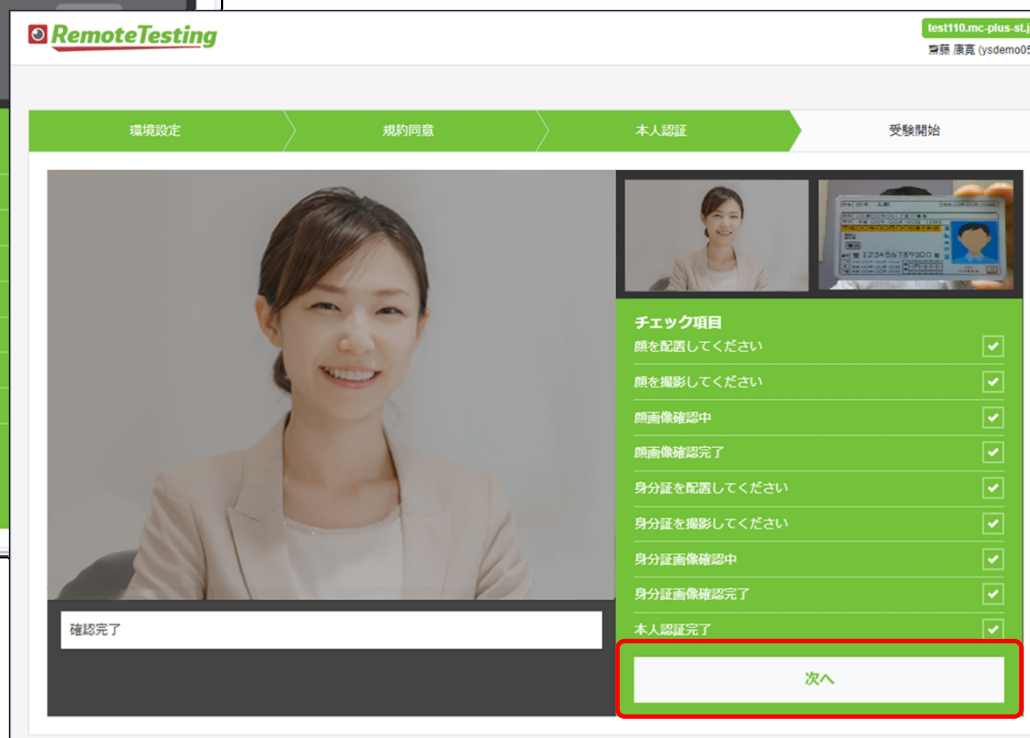 RemoteTesting
test110.mc-plus-st.j
齋藤 康寛 (ysdemo05
環境設定
規約同意
本人認証
受験開始
チェック項目
顔を配置してください
顔を撮影してください
顔画像確認中
顔画像確認完了
身分証を配置してください
身分証を撮影してください
身分証画像確認中
身分証画像確認完了
本人認証完了
確認完了
次へ